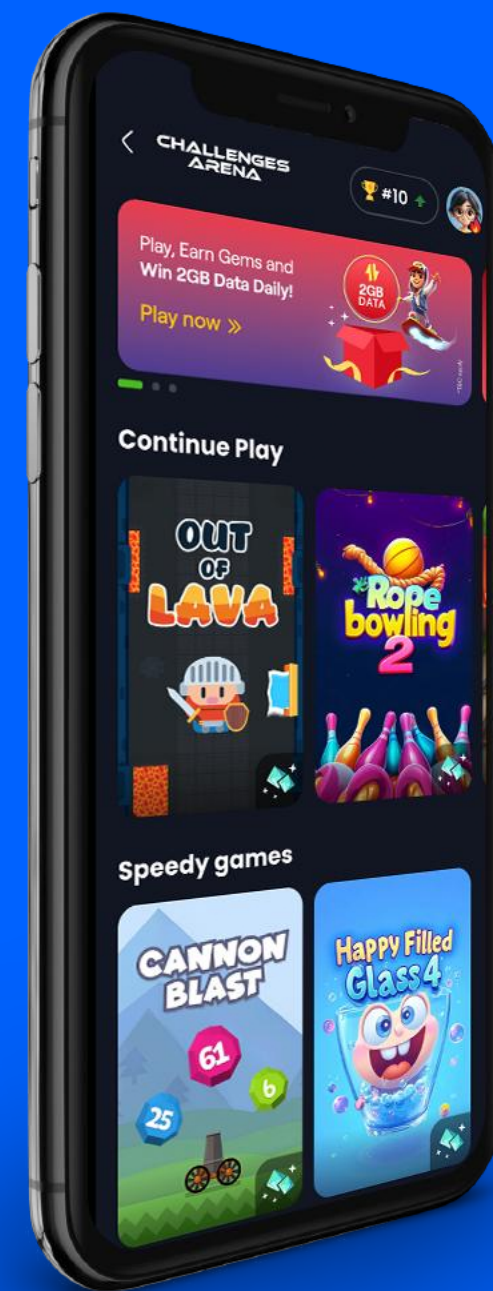 CHALLENGES
ARENA
#10
Play, Earn Gems and
Win 2GB Data Daily!
Play now »
2GB
DATA
Continue Play
OUT
OF
LAVA
Rope
bowling
2
Speedy games
CANNON
BLAST
61
6
25
Happy Filled
Glass 4